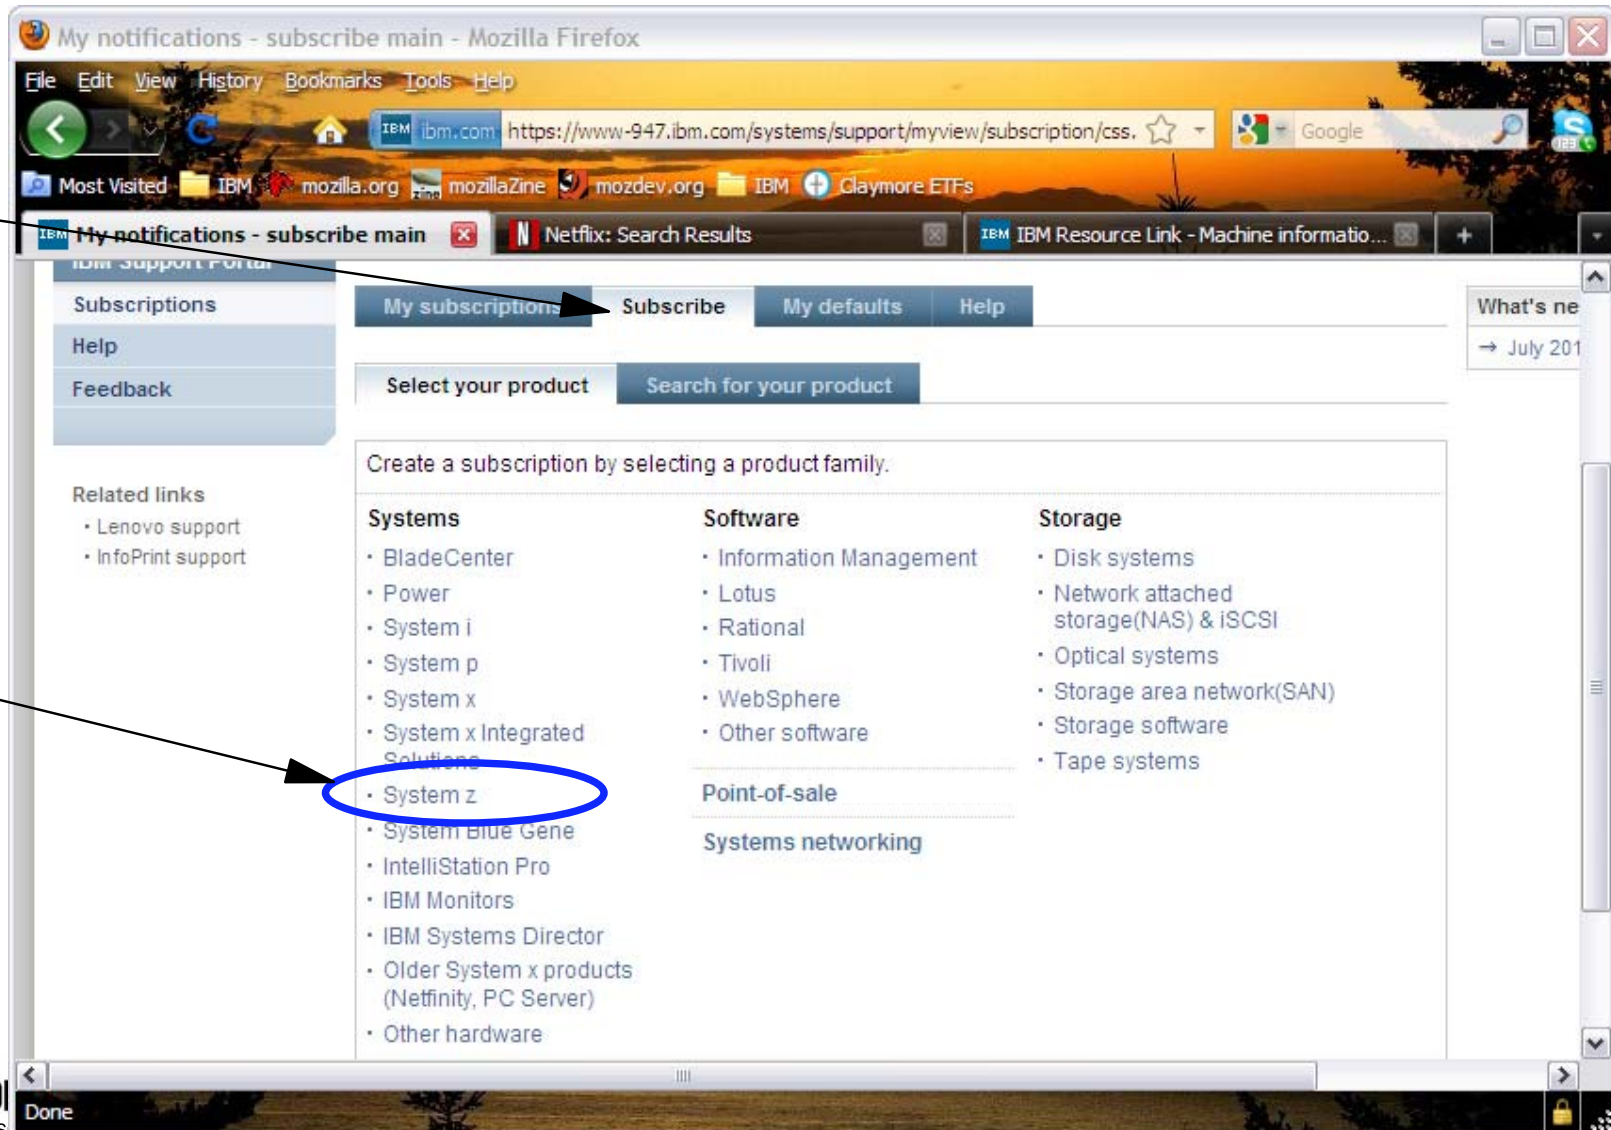 My notifications - subscribe main - Mozilla Firefox
File Edit View History Bookmarks Tools Help
IBM ibm.com https://www-947.ibm.com/systems/support/myview/subscription/css. Google
Most Visited IBM mozilla.org mozillaZine mozdev.org IBM Claymore ETFs
IBM My notifications - subscribe main Netflix: Search Results IBM IBM Resource Link - Machine informatio...
IBM Support Portal
Subscriptions
Help
Feedback
Related links
· Lenovo support
· InfoPrint support
My subscriptions Subscribe My defaults Help
Select your product Search for your product
Create a subscription by selecting a product family.
Systems
· BladeCenter
· Power
· System i
· System p
· System x
· System x Integrated
Solutions
· System z
· System Blue Gene
· IntelliStation Pro
· IBM Monitors
· IBM Systems Director
· Older System x products
(Netfinity, PC Server)
· Other hardware
Software
· Information Management
· Lotus
· Rational
· Tivoli
· WebSphere
· Other software
Point-of-sale
Systems networking
Storage
· Disk systems
· Network attached
storage(NAS) & iSCSI
· Optical systems
· Storage area network(SAN)
· Storage software
· Tape systems
What's ne
→ July 201
Done